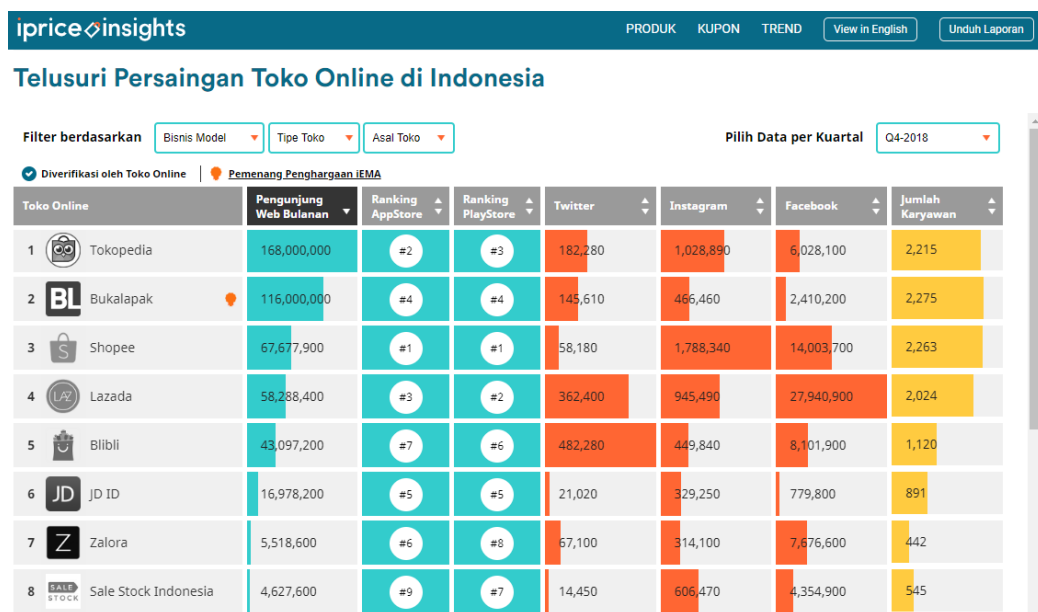 iprice insights PRODUK KUPON TREND View in English Unduh Laporan
Telusuri Persaingan Toko Online di Indonesia
Filter berdasarkan Bisnis Model Tipe Toko Asal Toko Pilih Data per Kuartal Q4-2018
Diverifikasi oleh Toko Online Pemenang Penghargaan iEMA
Toko Online Pengunjung Web Bulanan Ranking AppStore Ranking PlayStore Twitter Instagram Facebook Jumlah Karyawan
1 Tokopedia 168,000,000 #2 #3 182,280 1,028,890 6,028,100 2,215
2 BL Bukalapak 116,000,000 #4 #4 145,610 466,460 2,410,200 2,275
3 S Shopee 67,677,900 #1 #1 58,180 1,788,340 14,003,700 2,263
4 LAZ Lazada 58,288,400 #3 #2 362,400 945,490 27,940,900 2,024
5 Blibli 43,097,200 #7 #6 482,280 449,840 8,101,900 1,120
6 JD JD ID 16,978,200 #5 #5 21,020 329,250 779,800 891
7 Z Zalora 5,518,600 #6 #8 67,100 314,100 7,676,600 442
8 SALE STOCK Sale Stock Indonesia 4,627,600 #9 #7 14,450 606,470 4,354,900 545